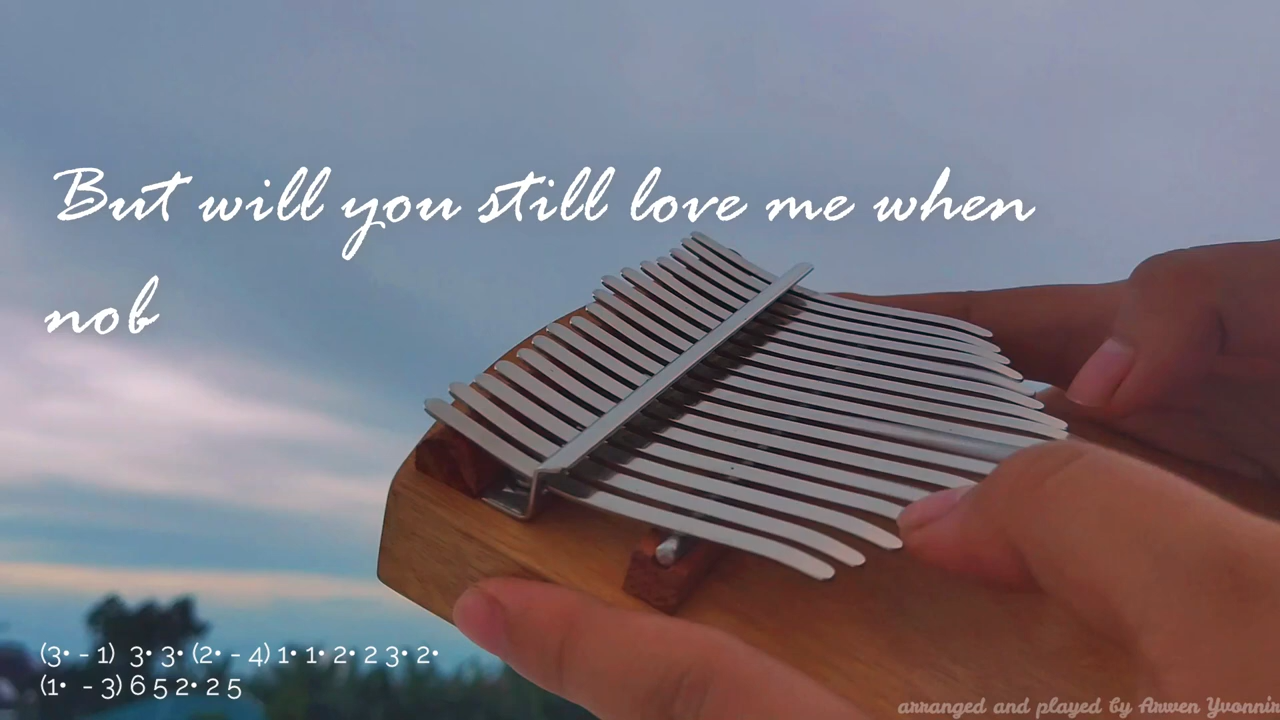 But will you still love me when
nob
(3• - 1) 3• 3• (2• - 4) 1• 1• 2• 2 3• 2•
(1• - 3) 6 5 2• 2 5
arranged and played by Arwen Yvonnir